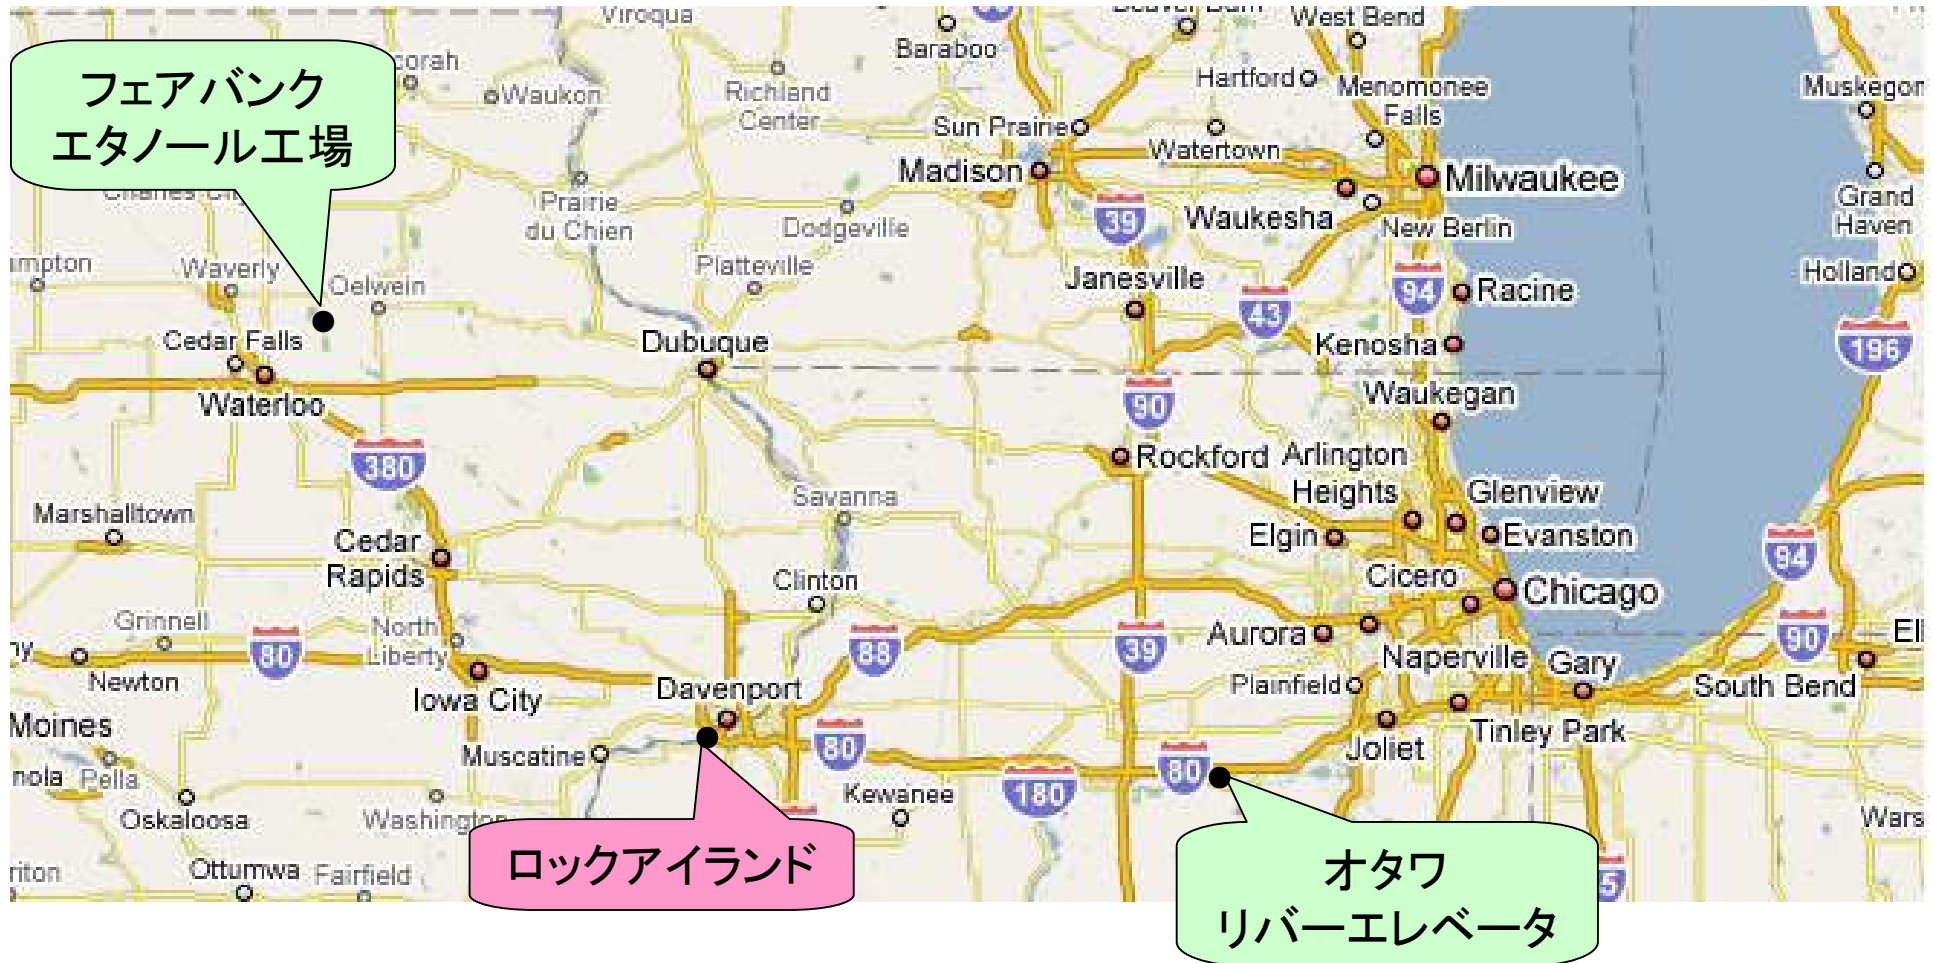 フェアバンク
エタノール工場
ロックアイランド
オタワ
リバーエレベータ
Viroqua
Baraboo
West Bend
Waukon
Richland
Center
Hartford
Menomonee
Falls
Muskegon
Sun Prairie
Watertown
Madison
Milwaukee
Prairie
du Chien
Dodgeville
39
Waukesha
New Berlin
Grand
Haven
Waverly
Oelwein
Platteville
Janesville
43
94
Racine
Holland
Cedar Falls
Dubuque
Kenosha
196
Waterloo
90
Waukegan
380
Rockford
Arlington
Heights
Glenview
Marshalltown
Savanna
Elgin
Evanston
94
Cedar
Rapids
Clinton
Cicero
Chicago
Grinnell
80
North
Liberty
88
39
Aurora
Naperville
Gary
90
Newton
Iowa City
Davenport
Plainfield
South Bend
Moines
Muscatine
80
80
Joliet
Tinley Park
Pella
180
Kewanee
Oskaloosa
Washington
Ottumwa
Fairfield